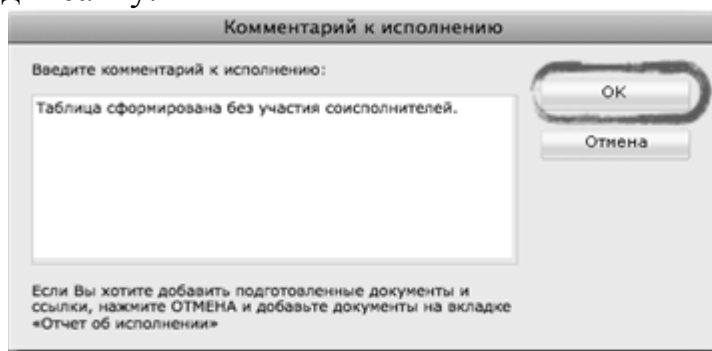 Комментарий к исполнению
Введите комментарий к исполнению:
Таблица сформирована без участия соисполнителей.
ОК
Отмена
Если Вы хотите добавить подготовленные документы и
ссылки, нажмите ОТМЕНА и добавьте документы на вкладке
«Отчет об исполнении»